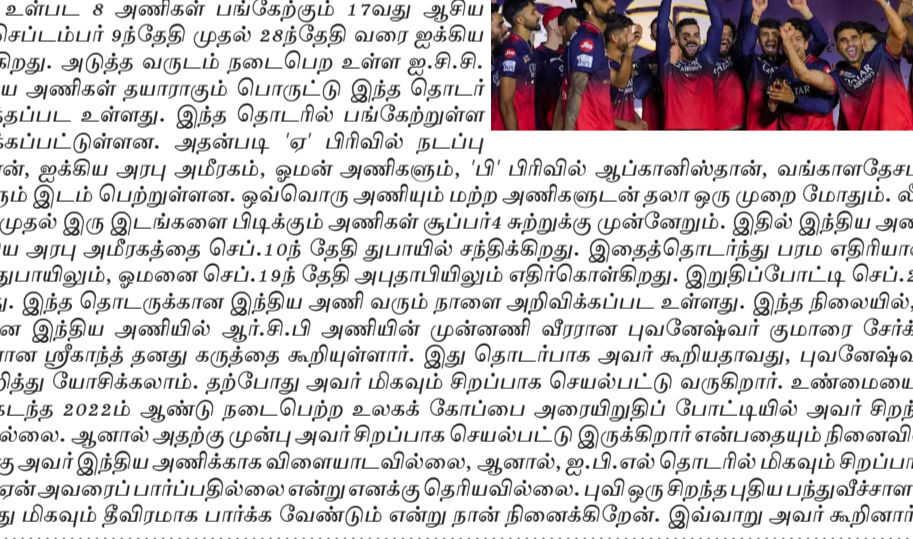 உள்பட 8 அணிகள் பங்கேற்கும் 17வது ஆசிய
செப்டம்பர் 9ந்தேதி முதல் 28ந்தேதி வரை ஐக்கிய
கிறது. அடுத்த வருடம் நடைபெற உள்ள ஐ.சி.சி.
ய அணிகள் தயாராகும் பொருட்டு இந்த தொடர்
தப்பட உள்ளது. இந்த தொடரில் பங்கேற்றுள்ள
க்கப்பட்டுள்ளன. அதன்படி 'ஏ' பிரிவில் நடப்பு
ன், ஐக்கிய அரபு அமீரகம், ஓமன் அணிகளும், 'பி' பிரிவில் ஆப்கானிஸ்தான், வங்காளதேசம்
ரும் இடம் பெற்றுள்ளன. ஒவ்வொரு அணியும் மற்ற அணிகளுடன் தலா ஒரு முறை மோதும். லீ
முதல் இரு இடங்களை பிடிக்கும் அணிகள் சூப்பர்4 சுற்றுக்கு முன்னேறும். இதில் இந்திய அண
ிய அரபு அமீரகத்தை செப்.10ந் தேதி துபாயில் சந்திக்கிறது. இதைத்தொடர்ந்து பரம எதிரியா
துபாயிலும், ஓமனை செப்.19ந் தேதி அபுதாபியிலும் எதிர்கொள்கிறது. இறுதிப்போட்டி செப்.2
து. இந்த தொடருக்கான இந்திய அணி வரும் நாளை அறிவிக்கப்பட உள்ளது. இந்த நிலையில்,
ன இந்திய அணியில் ஆர்.சி.பி அணியின் முன்னணி வீரரான புவனேஷ்வர் குமாரை சேர்க்
ரான ஸ்ரீகாந்த் தனது கருத்தை கூறியுள்ளார். இது தொடர்பாக அவர் கூறியதாவது, புவனேஷ்வ
றித்து யோசிக்கலாம். தற்போது அவர் மிகவும் சிறப்பாக செயல்பட்டு வருகிறார். உண்மையை
கடந்த 2022ம் ஆண்டு நடைபெற்ற உலகக் கோப்பை அரையிறுதிப் போட்டியில் அவர் சிறந்
ல்லை. ஆனால் அதற்கு முன்பு அவர் சிறப்பாக செயல்பட்டு இருக்கிறார் என்பதையும் நினைவி
கு அவர் இந்திய அணிக்காக விளையாடவில்லை, ஆனால், ஐ.பி.எல் தொடரில் மிகவும் சிறப்பா
ஏன் அவரைப் பார்ப்பதில்லை என்று எனக்கு தெரியவில்லை. புவி ஒரு சிறந்த புதிய பந்துவீச்சாள
து மிகவும் தீவிரமாக பார்க்க வேண்டும் என்று நான் நினைக்கிறேன். இவ்வாறு அவர் கூறினார்